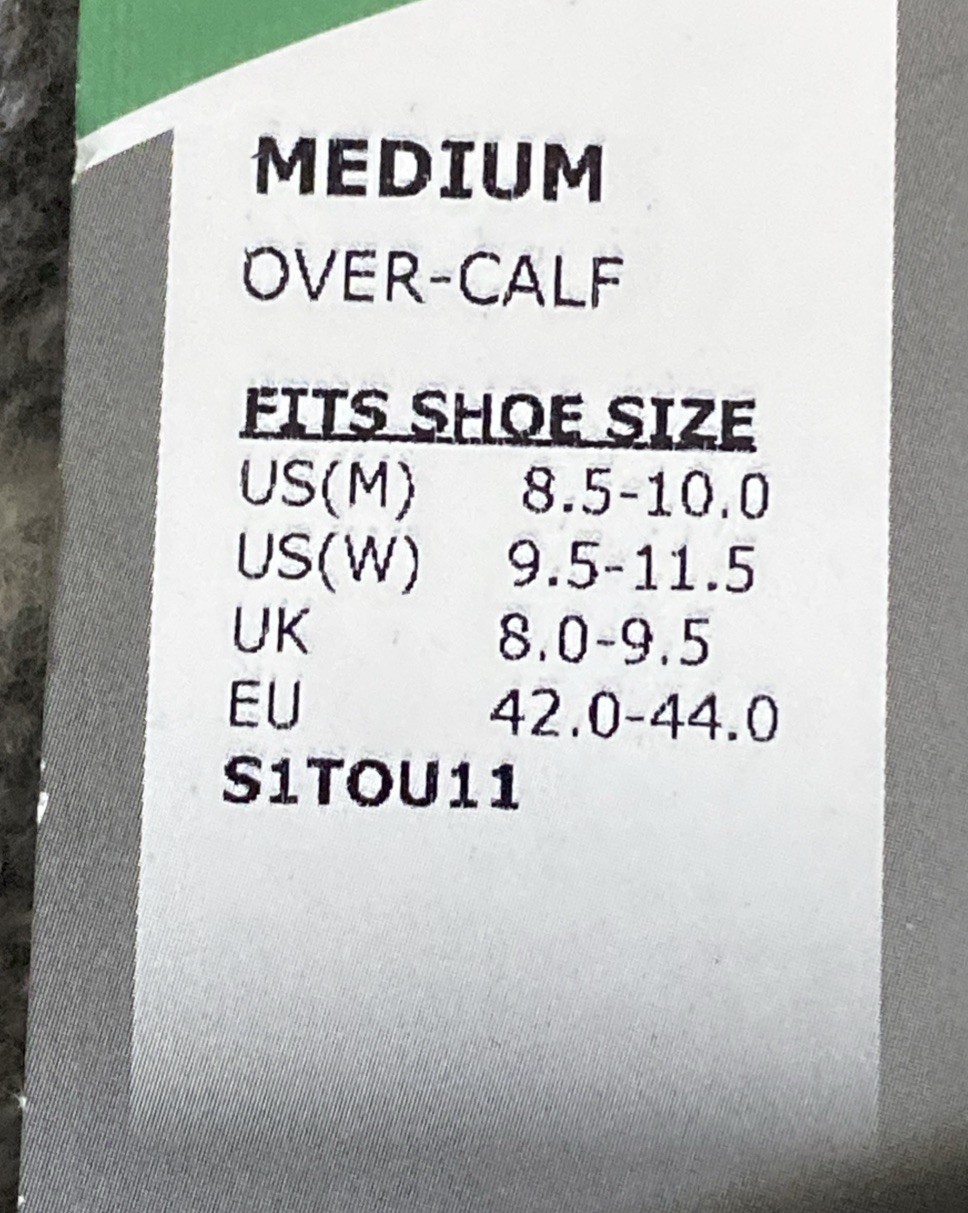 MEDIUM
OVER-CALF
FITS SHOE SIZE
US(M) 8.5-10.0
US(W) 9.5-11.5
UK 8.0-9.5
EU 42.0-44.0
S1TOU11